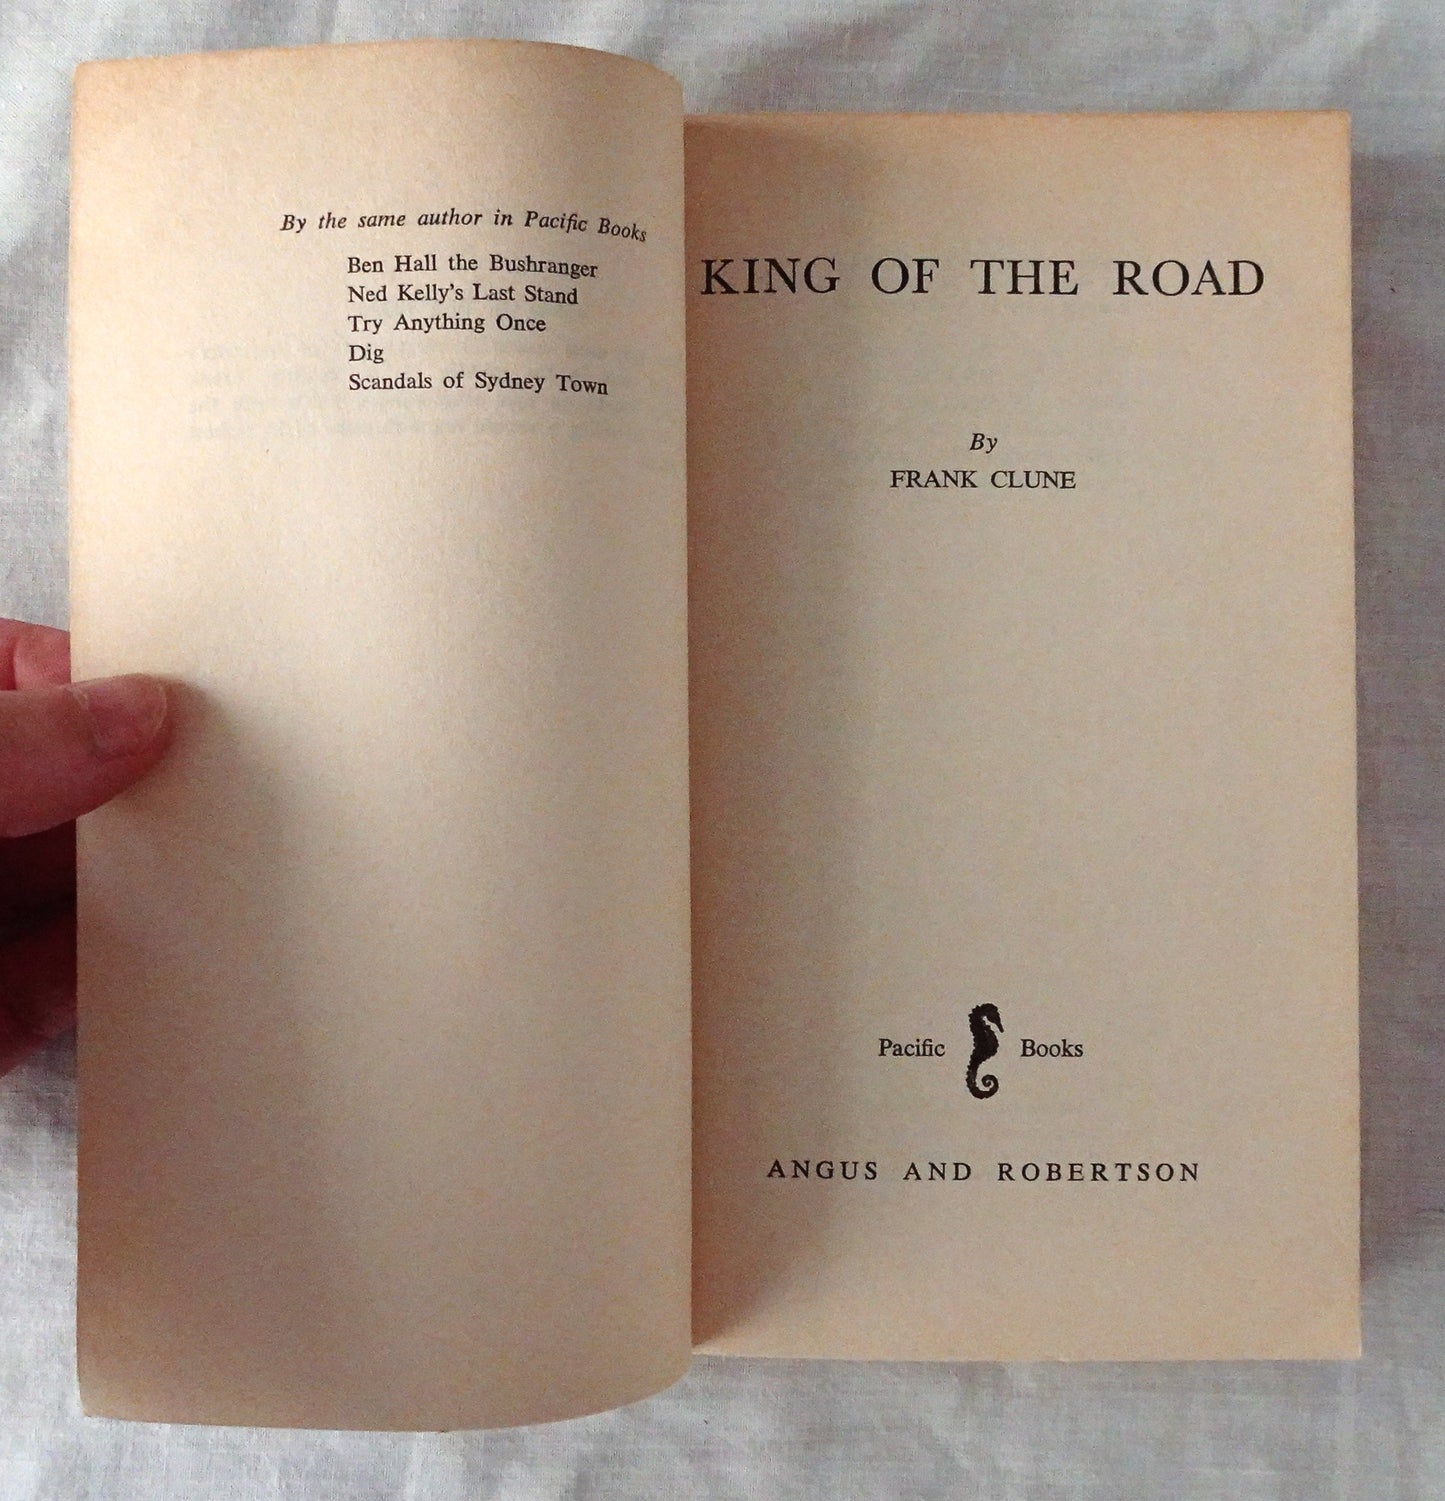 By the same author in Pacific Books
Ben Hall the Bushranger
Ned Kelly's Last Stand
Try Anything Once
Dig
Scandals of Sydney Town
KING OF THE ROAD
By
FRANK CLUNE
Pacific Books
ANGUS AND ROBERTSON